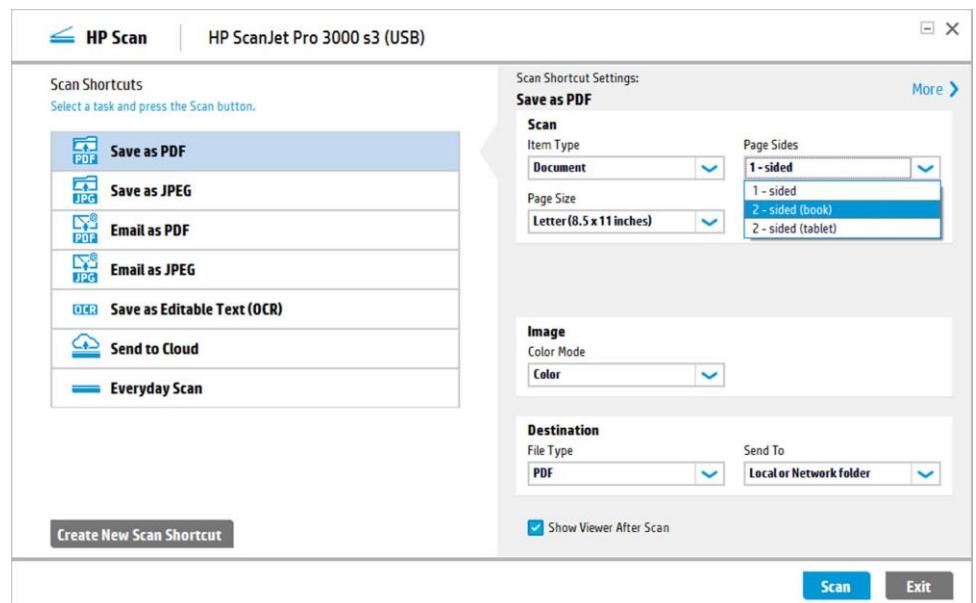 HP Scan
HP ScanJet Pro 3000 s3 (USB)
Scan Shortcuts
Select a task and press the Scan button.
PDF
Save as PDF
JPG
Save as JPEG
PDF
Email as PDF
JPG
Email as JPEG
OCR
Save as Editable Text (OCR)
Send to Cloud
Everyday Scan
Create New Scan Shortcut
Scan Shortcut Settings:
Save as PDF
More
Scan
Item Type
Document
Page Sides
1 - sided
1 - sided
2 - sided (book)
2 - sided (tablet)
Page Size
Letter (8.5 x 11 inches)
Image
Color Mode
Color
Destination
File Type
PDF
Send To
Local or Network folder
Show Viewer After Scan
Scan
Exit